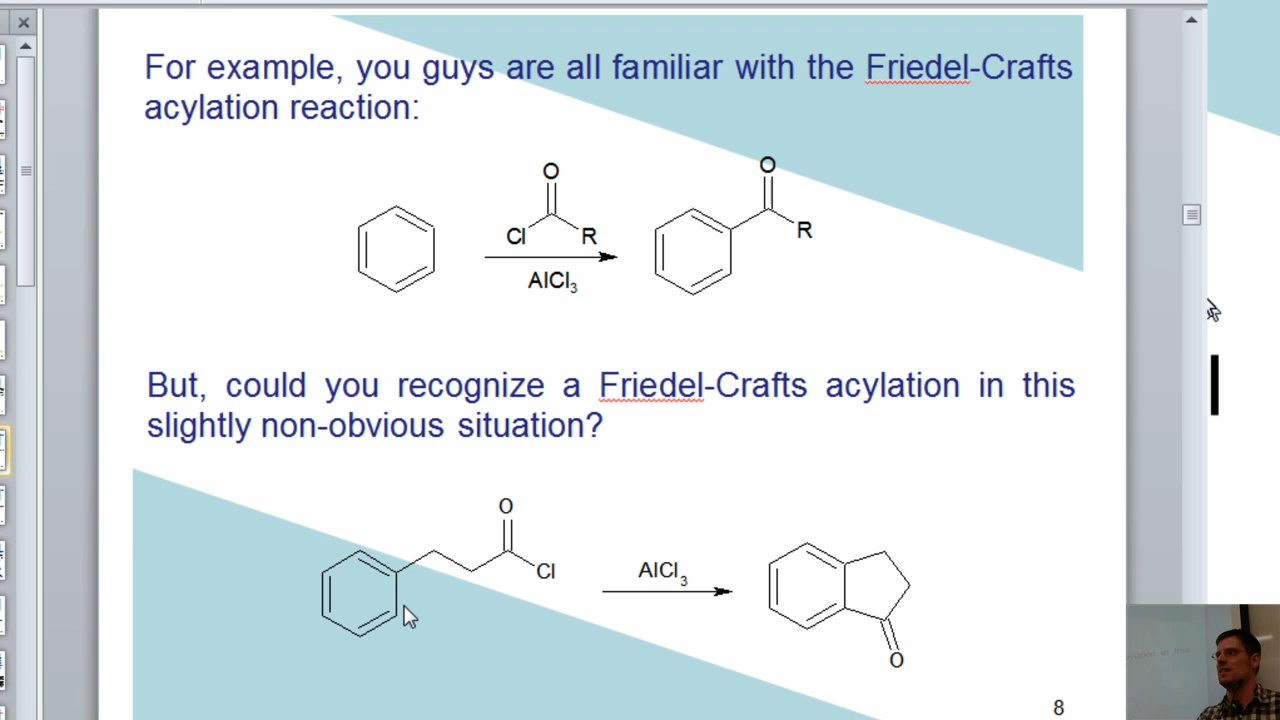 For example, you guys are all familiar with the Friedel-Crafts
acylation reaction:
O
Cl R
AlCl3
O
R
But, could you recognize a Friedel-Crafts acylation in this
slightly non-obvious situation?
O
Cl
AlCl3
O
8